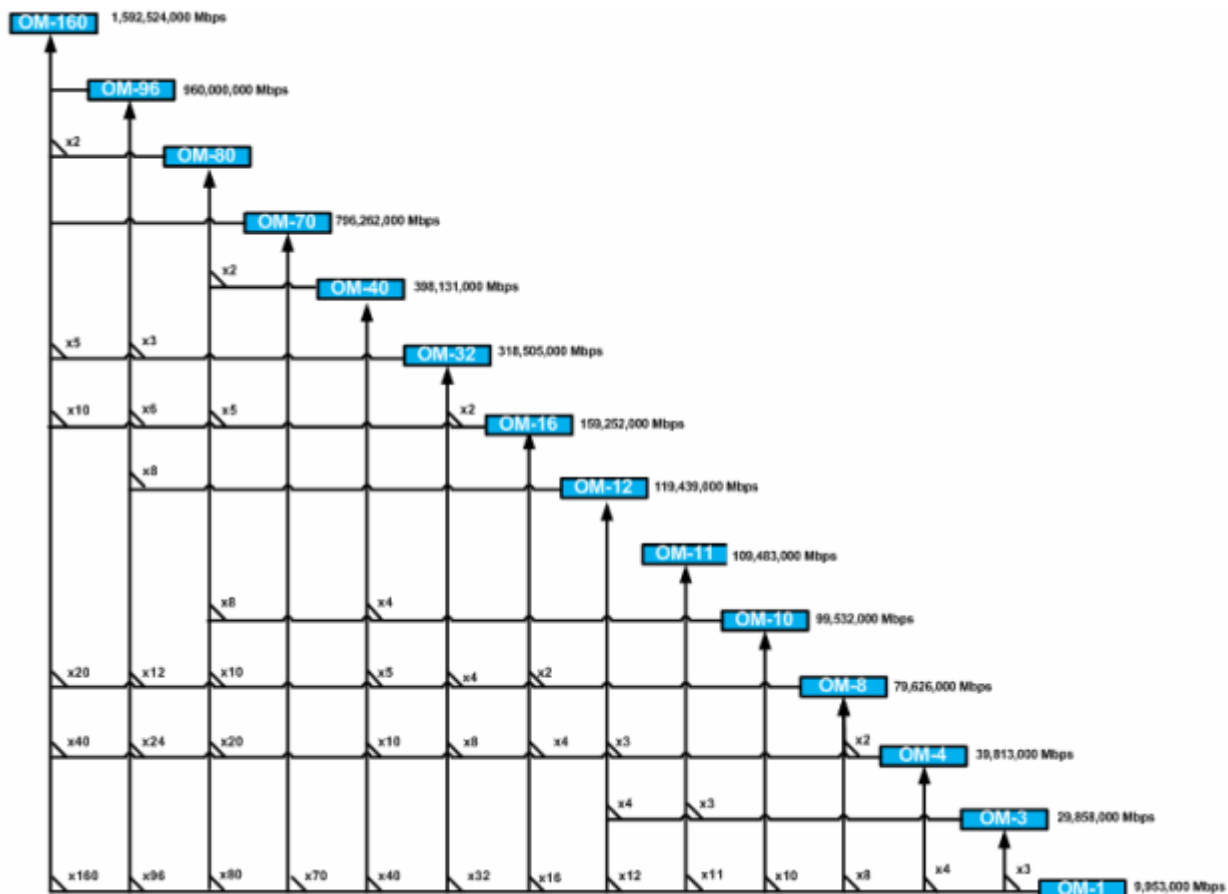 OM-160 1,592,524,000 Mbps
OM-96 960,000,000 Mbps
x2 OM-80
OM-70 796,262,000 Mbps
x2 OM-40 398,131,000 Mbps
x5 x3 OM-32 318,505,000 Mbps
x10 x6 x5 x2 OM-16 159,252,000 Mbps
x8 OM-12 119,439,000 Mbps
OM-11 109,483,000 Mbps
x8 x4 OM-10 99,532,000 Mbps
x20 x12 x10 x5 x4 x2 OM-8 79,626,000 Mbps
x40 x24 x20 x10 x8 x4 x3 x2 OM-4 39,813,000 Mbps
x4 x3 OM-3 29,858,000 Mbps
x160 x96 x80 x70 x40 x32 x16 x12 x11 x10 x8 x4 x3 OM-1 9,953,000 Mbps